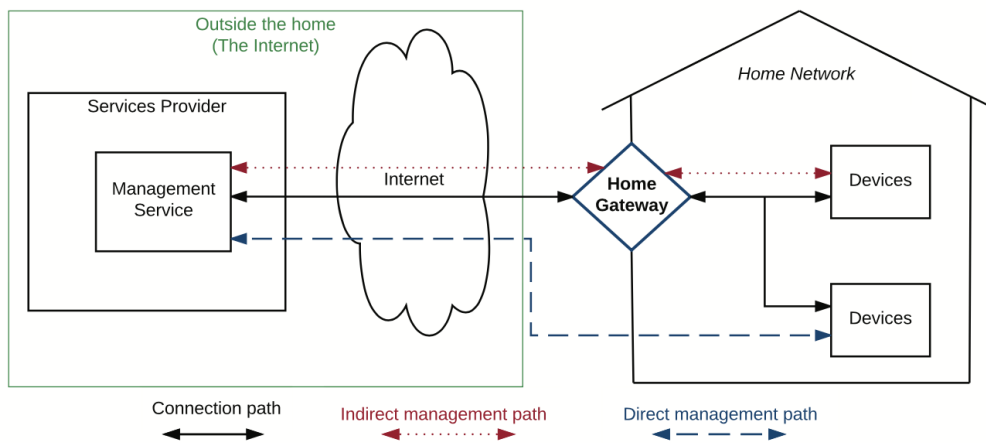 Outside the home
(The Internet)
Home Network
Services Provider
Management
Service
Internet
Home
Gateway
Devices
Devices
Connection path
Indirect management path
Direct management path